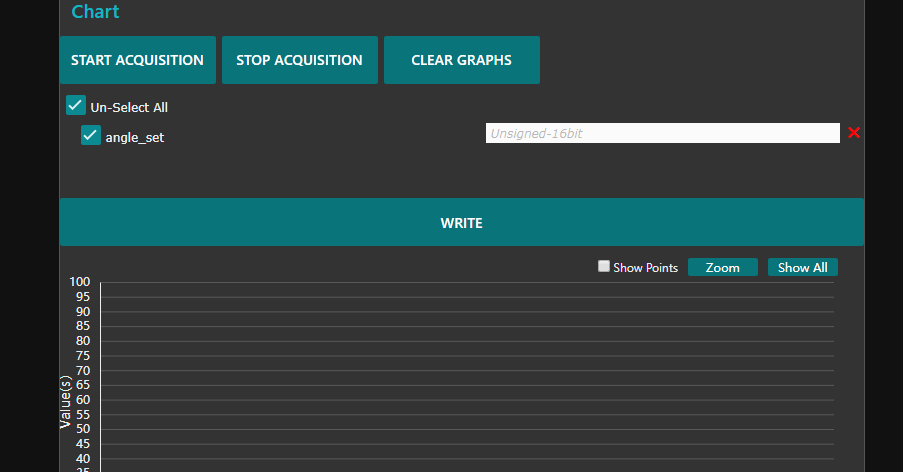 Chart
START ACQUISITION STOP ACQUISITION CLEAR GRAPHS
Un-Select All
angle_set Unsigned-16bit
WRITE
Show Points Zoom Show All
100
95
90
85
80
75
70
65
60
55
50
45
40
35
Value(s)